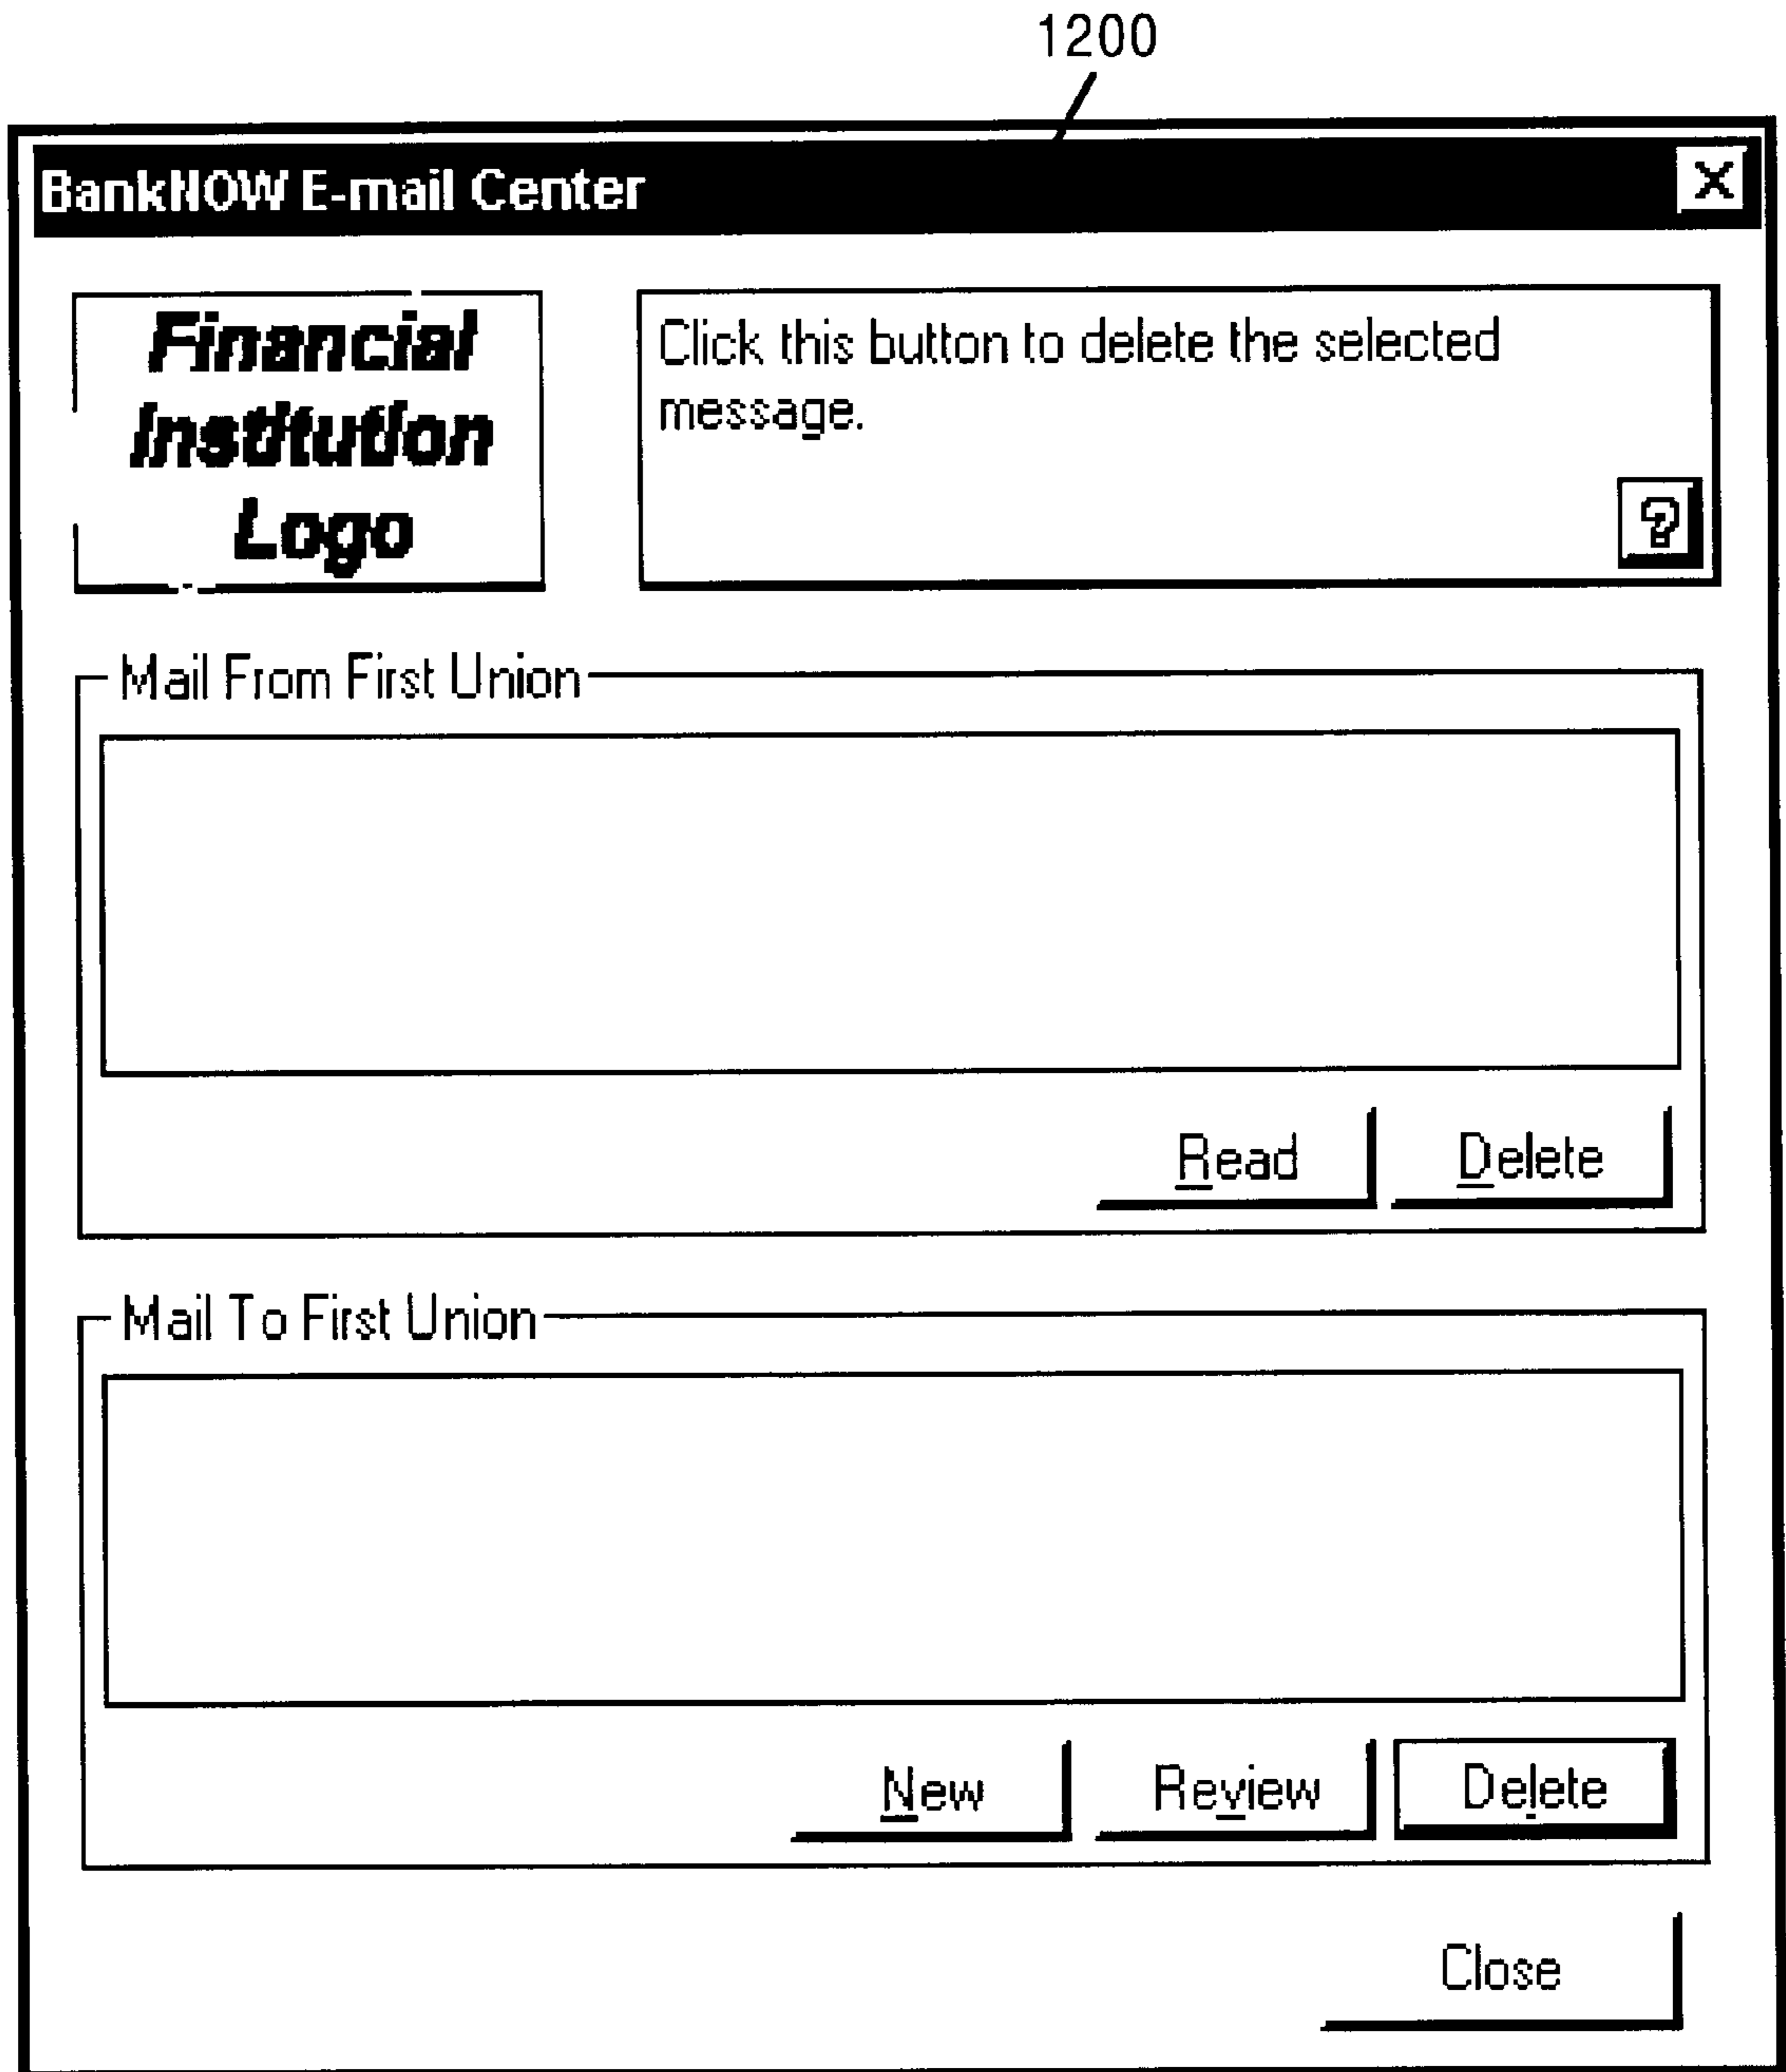 1200
BankNOW E-mail Center
X
Financial
Institution
Logo
Click this button to delete the selected
message.
?
Mail From First Union
Read
Delete
Mail To First Union
New
Review
Delete
Close